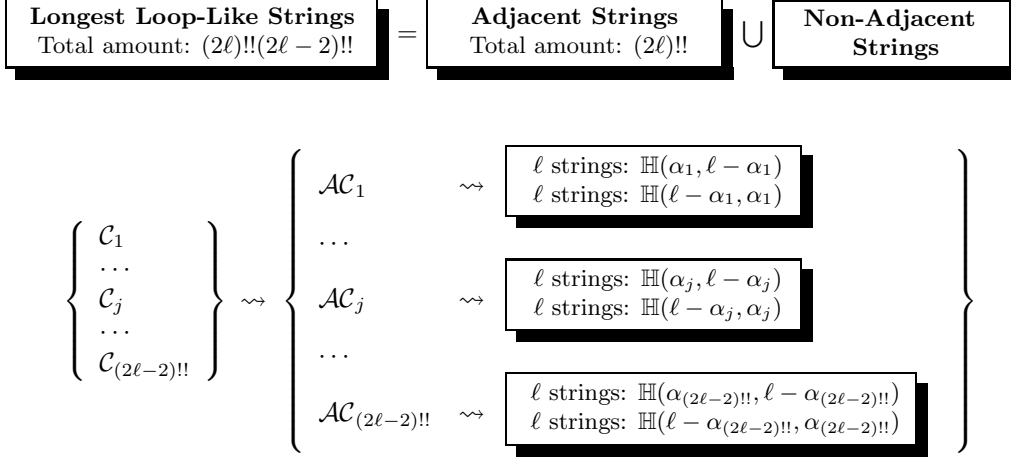 Longest Loop-Like Strings
Total amount: (2ℓ)!!(2ℓ − 2)!!
=
Adjacent Strings
Total amount: (2ℓ)!!
⋃
Non-Adjacent
Strings
𝒞₁
...
𝒞ⱼ
...
𝒞₍₂ℓ₋₂₎!!
⇝
𝒜𝒞₁ ⇝ ℓ strings: ℍ(α₁, ℓ − α₁)
ℓ strings: ℍ(ℓ − α₁, α₁)
...
𝒜𝒞ⱼ ⇝ ℓ strings: ℍ(αⱼ, ℓ − αⱼ)
ℓ strings: ℍ(ℓ − αⱼ, αⱼ)
...
𝒜𝒞₍₂ℓ₋₂₎!! ⇝ ℓ strings: ℍ(α₍₂ℓ₋₂₎!!, ℓ − α₍₂ℓ₋₂₎!!)
ℓ strings: ℍ(ℓ − α₍₂ℓ₋₂₎!!, α₍₂ℓ₋₂₎!!)